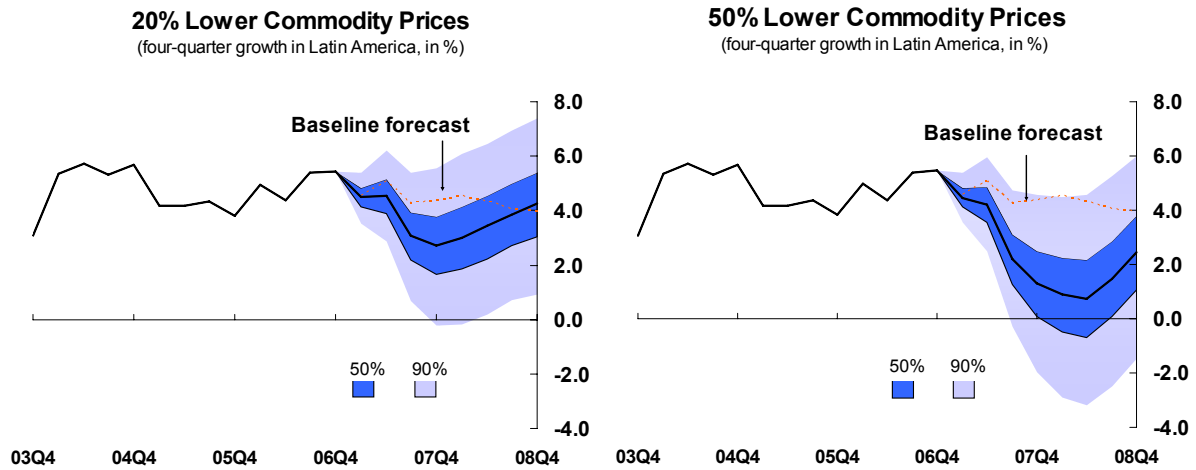 20% Lower Commodity Prices
(four-quarter growth in Latin America, in %)
Baseline forecast
8.0
6.0
4.0
2.0
0.0
-2.0
-4.0
50% 90%
03Q4 04Q4 05Q4 06Q4 07Q4 08Q4
50% Lower Commodity Prices
(four-quarter growth in Latin America, in %)
Baseline forecast
8.0
6.0
4.0
2.0
0.0
-2.0
-4.0
50% 90%
03Q4 04Q4 05Q4 06Q4 07Q4 08Q4